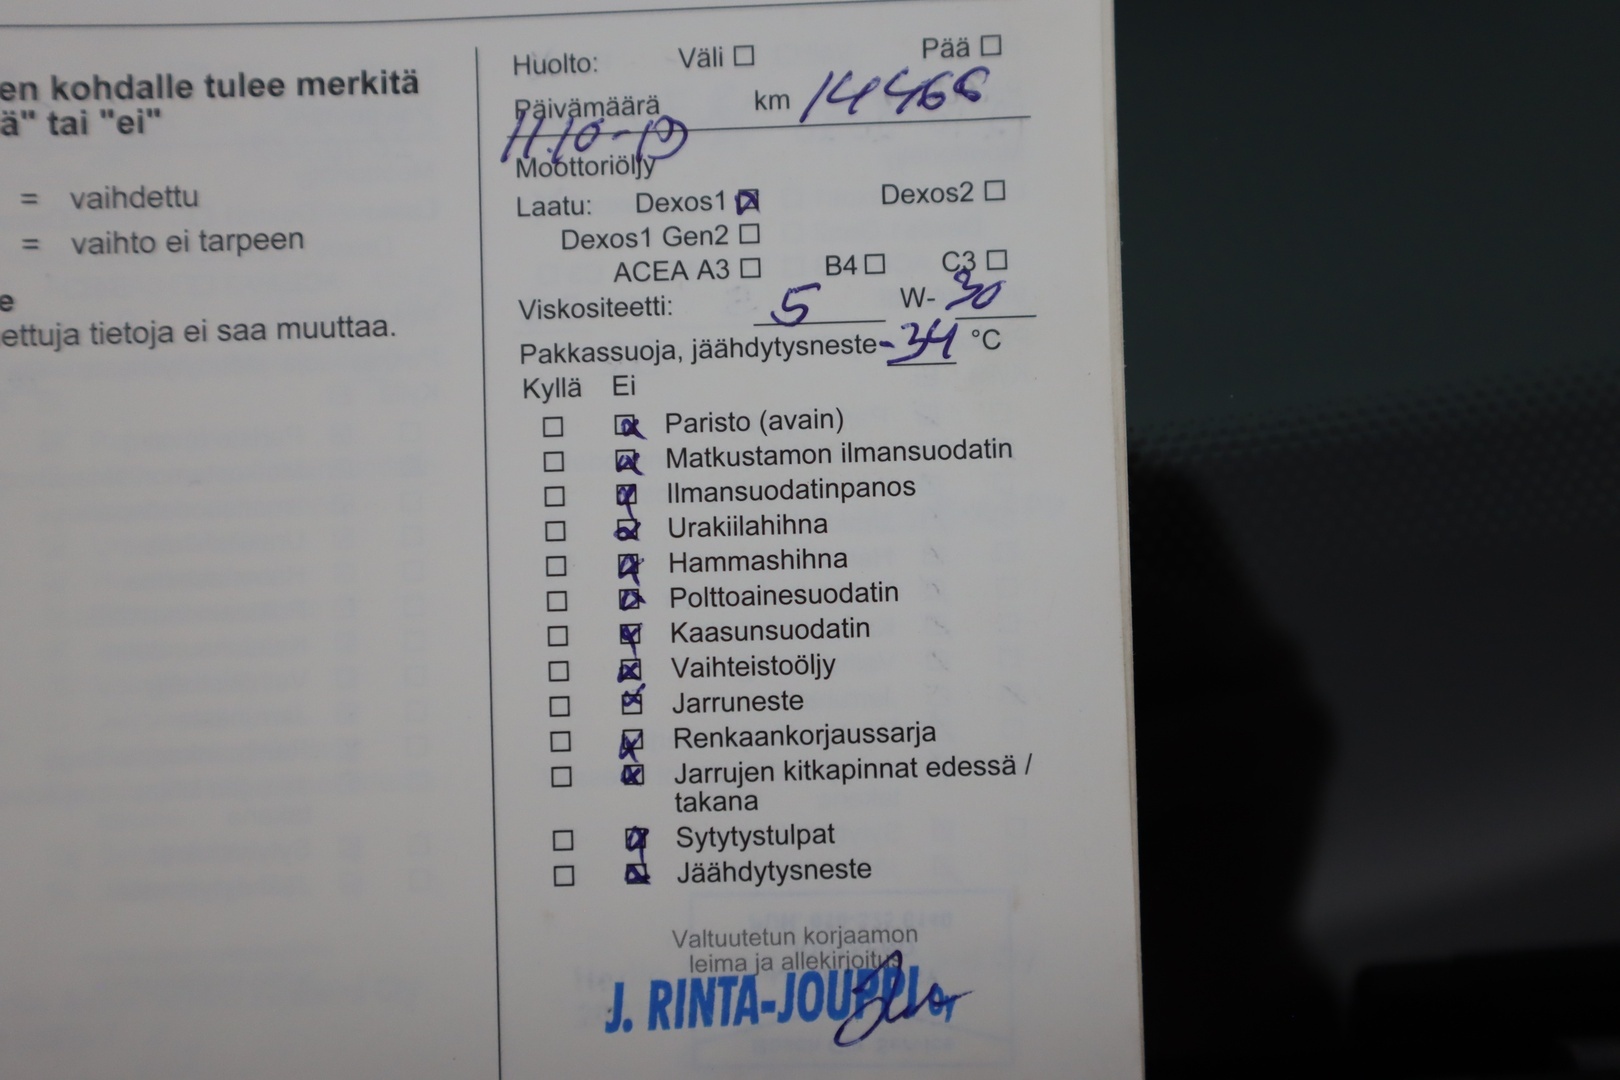 en kohdalle tulee merkitä
ä" tai "ei"
= vaihdettu
= vaihto ei tarpeen
e
ettuja tietoja ei saa muuttaa.
Huolto: Väli ☐ Pää ☐
Päivämäärä km 14466
11.10-19
Moottoriöljy
Laatu: Dexos1 ☒ Dexos2 ☐
Dexos1 Gen2 ☐
ACEA A3 ☐ B4 ☐ C3 ☐
Viskositeetti: 5 W-30
Pakkassuoja, jäähdytysneste -34 °C
Kyllä Ei
☐ ☒ Paristo (avain)
☐ ☒ Matkustamon ilmansuodatin
☐ ☒ Ilmansuodatinpanos
☐ ☒ Urakiilahihna
☐ ☒ Hammashihna
☐ ☒ Polttoainesuodatin
☐ ☒ Kaasunsuodatin
☐ ☒ Vaihteistoöljy
☐ ☒ Jarruneste
☐ ☒ Renkaankorjaussarja
☐ ☒ Jarrujen kitkapinnat edessä /
takana
☐ ☒ Sytytystulpat
☐ ☒ Jäähdytysneste
Valtuutetun korjaamon
leima ja allekirjoitus
J. RINTA-JOUPPI OY